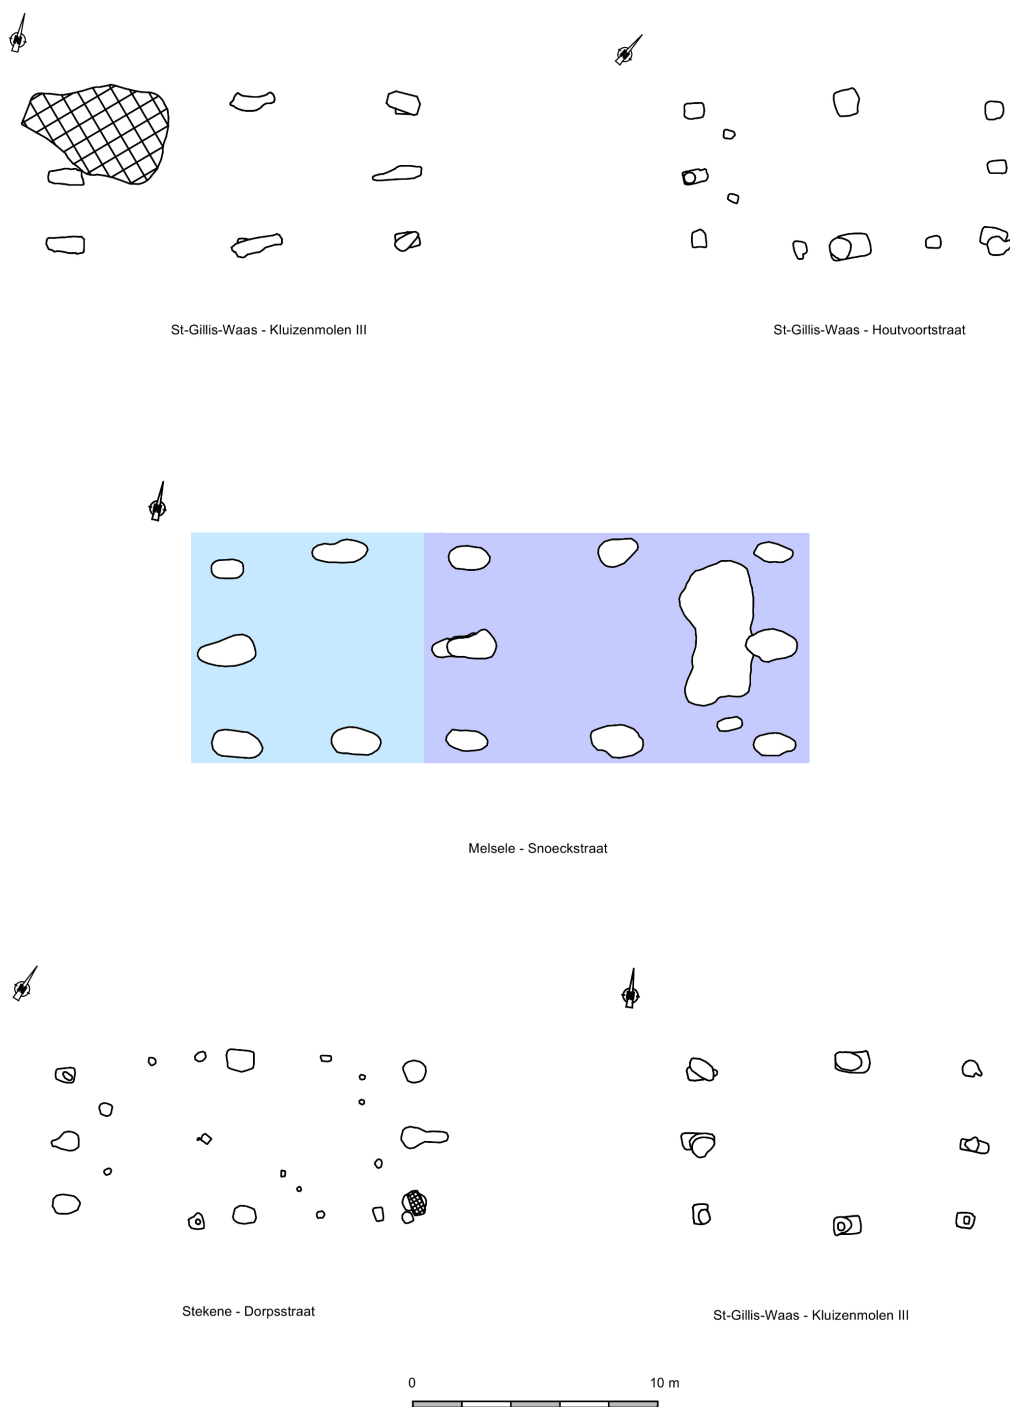 St-Gillis-Waas - Kluizenmolen III
St-Gillis-Waas - Houtvoortstraat
Melsele - Snoeckstraat
Stekene - Dorpsstraat
St-Gillis-Waas - Kluizenmolen III
0 10 m